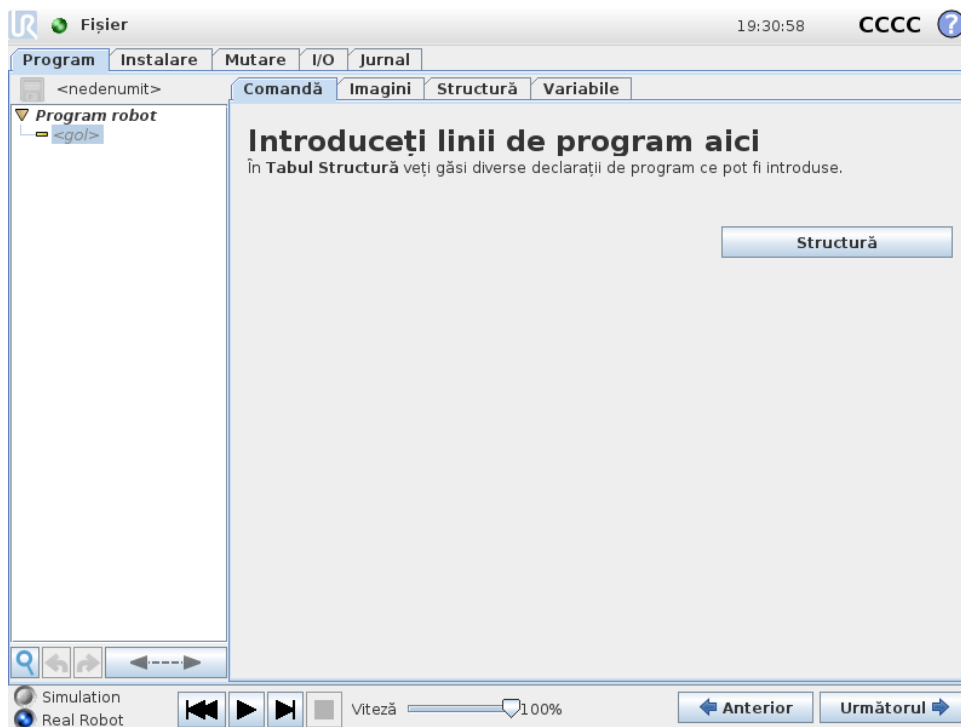 UR Fișier 19:30:58 CCCC ?
Program Instalare Mutare I/O Jurnal
<nedenumit> Comandă Imagini Structură Variabile
Program robot
<gol>
Introduceți linii de program aici
În Tabul Structură veți găsi diverse declarații de program ce pot fi introduse.
Structură
Simulation
Real Robot
Viteză 100%
Anterior Următorul